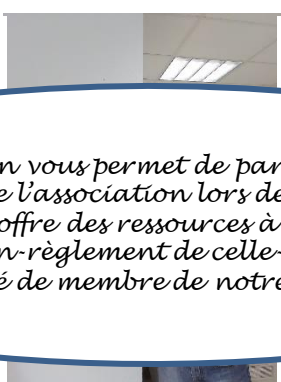 n vous permet de par
e l'association lors de
offre des ressources à
n-règlement de celle-
é de membre de notre